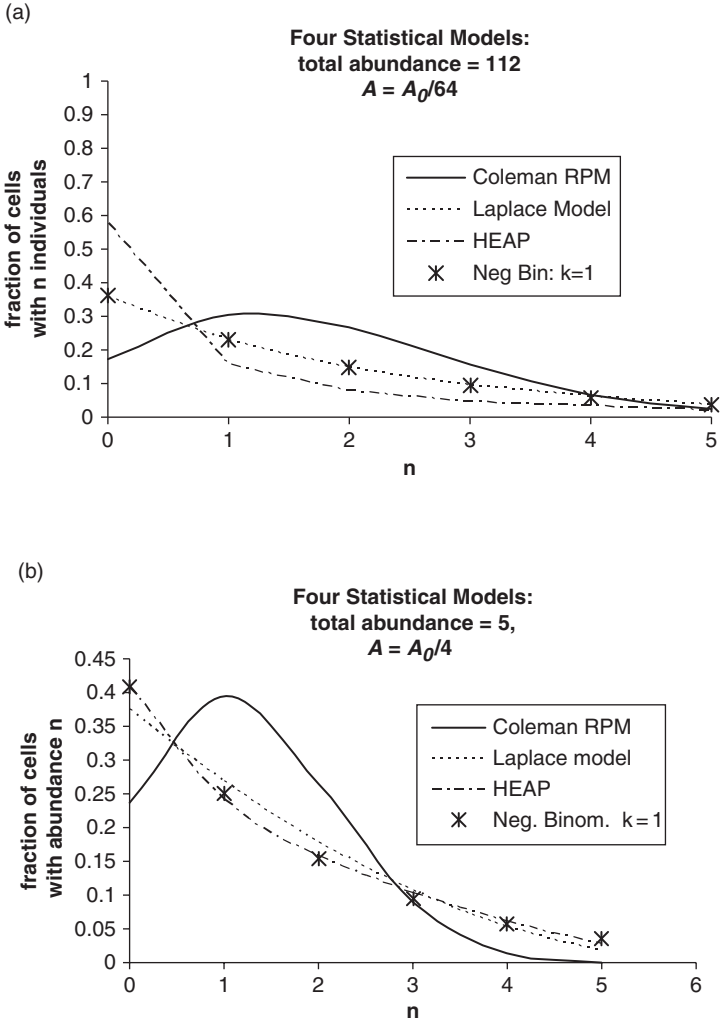 (a)
Four Statistical Models:
total abundance = 112
A = A0/64
fraction of cells
with n individuals
1
0.9
0.8
0.7
0.6
0.5
0.4
0.3
0.2
0.1
0
0 1 2 3 4 5
n
Coleman RPM
Laplace Model
HEAP
Neg Bin: k=1
(b)
Four Statistical Models:
total abundance = 5,
A = A0/4
fraction of cells
with abundance n
0.45
0.4
0.35
0.3
0.25
0.2
0.15
0.1
0.05
0
0 1 2 3 4 5 6
n
Coleman RPM
Laplace model
HEAP
Neg. Binom. k=1